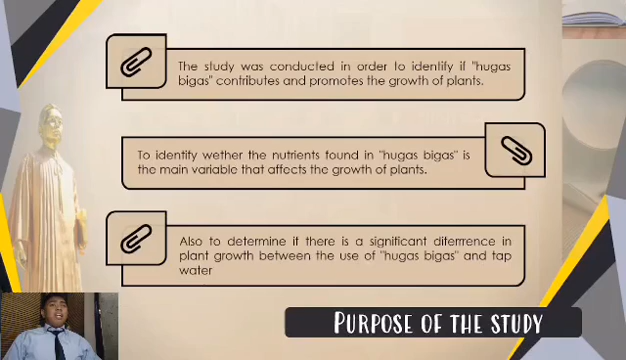 The study was conducted in order to identify if "hugas
bigas" contributes and promotes the growth of plants.
To identify wether the nutrients found in "hugas bigas" is
the main variable that affects the growth of plants.
Also to determine if there is a significant diferrrence in
plant growth between the use of "hugas bigas" and tap
water
PURPOSE OF THE STUDY